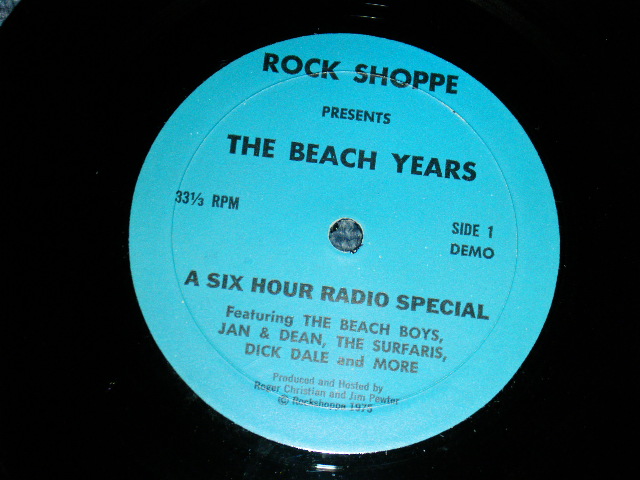 ROCK SHOPPE
PRESENTS
THE BEACH YEARS
33⅓ RPM
SIDE 1
DEMO
A SIX HOUR RADIO SPECIAL
Featuring THE BEACH BOYS,
JAN & DEAN, THE SURFARIS,
DICK DALE and MORE
Produced and Hosted by
Roger Christian and Jim Pewter
© Rockshoppe 1975